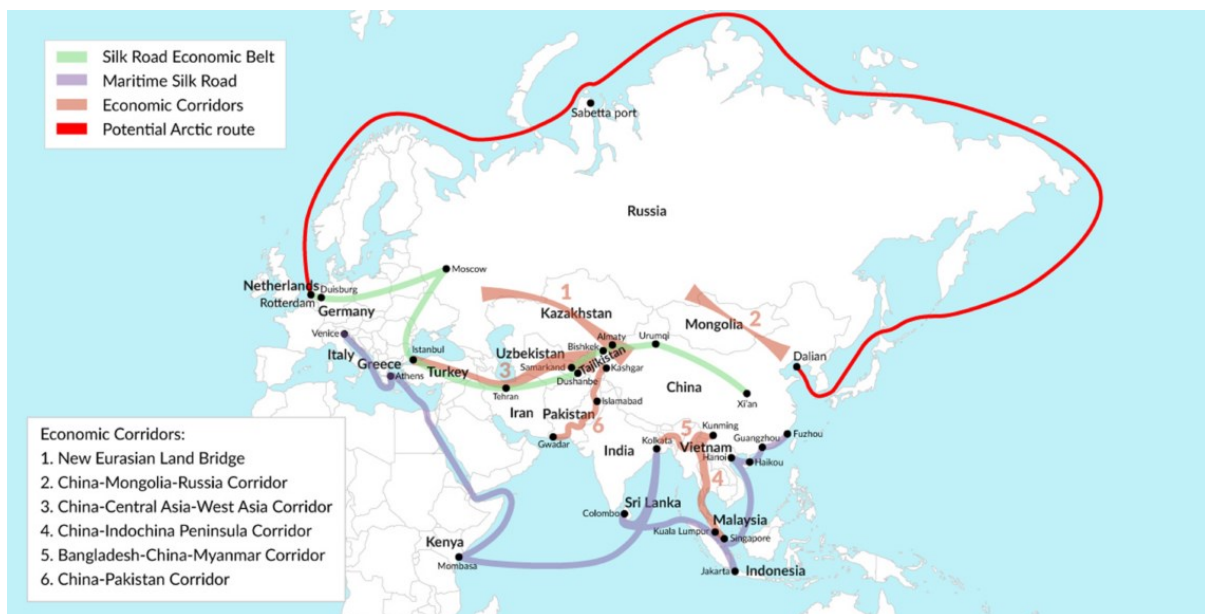 Silk Road Economic Belt
Maritime Silk Road
Economic Corridors
Potential Arctic route
Sabetta port
Russia
Moscow
Netherlands
Duisburg
Rotterdam
Germany
1
Kazakhstan
Mongolia
2
Venice
Italy
Istanbul
Greece
Athens
Turkey
Uzbekistan
Bishkek
Almaty
Urumqi
Dalian
3
Samarkand
Tajikistan
Kashgar
Dushanbe
Tehran
China
Xi'an
Iran
Pakistan
Islamabad
6
Gwadar
India
Kolkata
5
Kunming
Vietnam
Hanoi
Guangzhou
Fuzhou
Haikou
4
Sri Lanka
Colombo
Malaysia
Kuala Lumpur
Singapore
Kenya
Mombasa
Jakarta
Indonesia
Economic Corridors:
1. New Eurasian Land Bridge
2. China-Mongolia-Russia Corridor
3. China-Central Asia-West Asia Corridor
4. China-Indochina Peninsula Corridor
5. Bangladesh-China-Myanmar Corridor
6. China-Pakistan Corridor